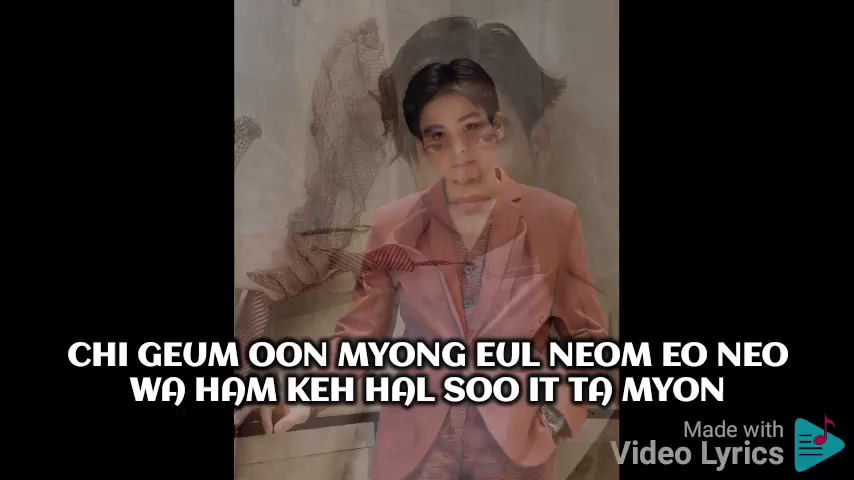 CHI GEUM OON MYONG EUL NEOM EO NEO
WA HAM KEH HAL SOO IT TA MYON
Made with
Video Lyrics